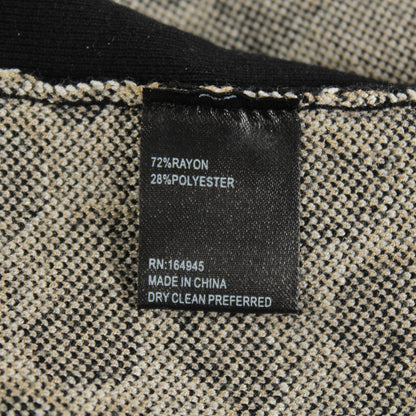 72%RAYON
28%POLYESTER
RN:164945
MADE IN CHINA
DRY CLEAN PREFERRED